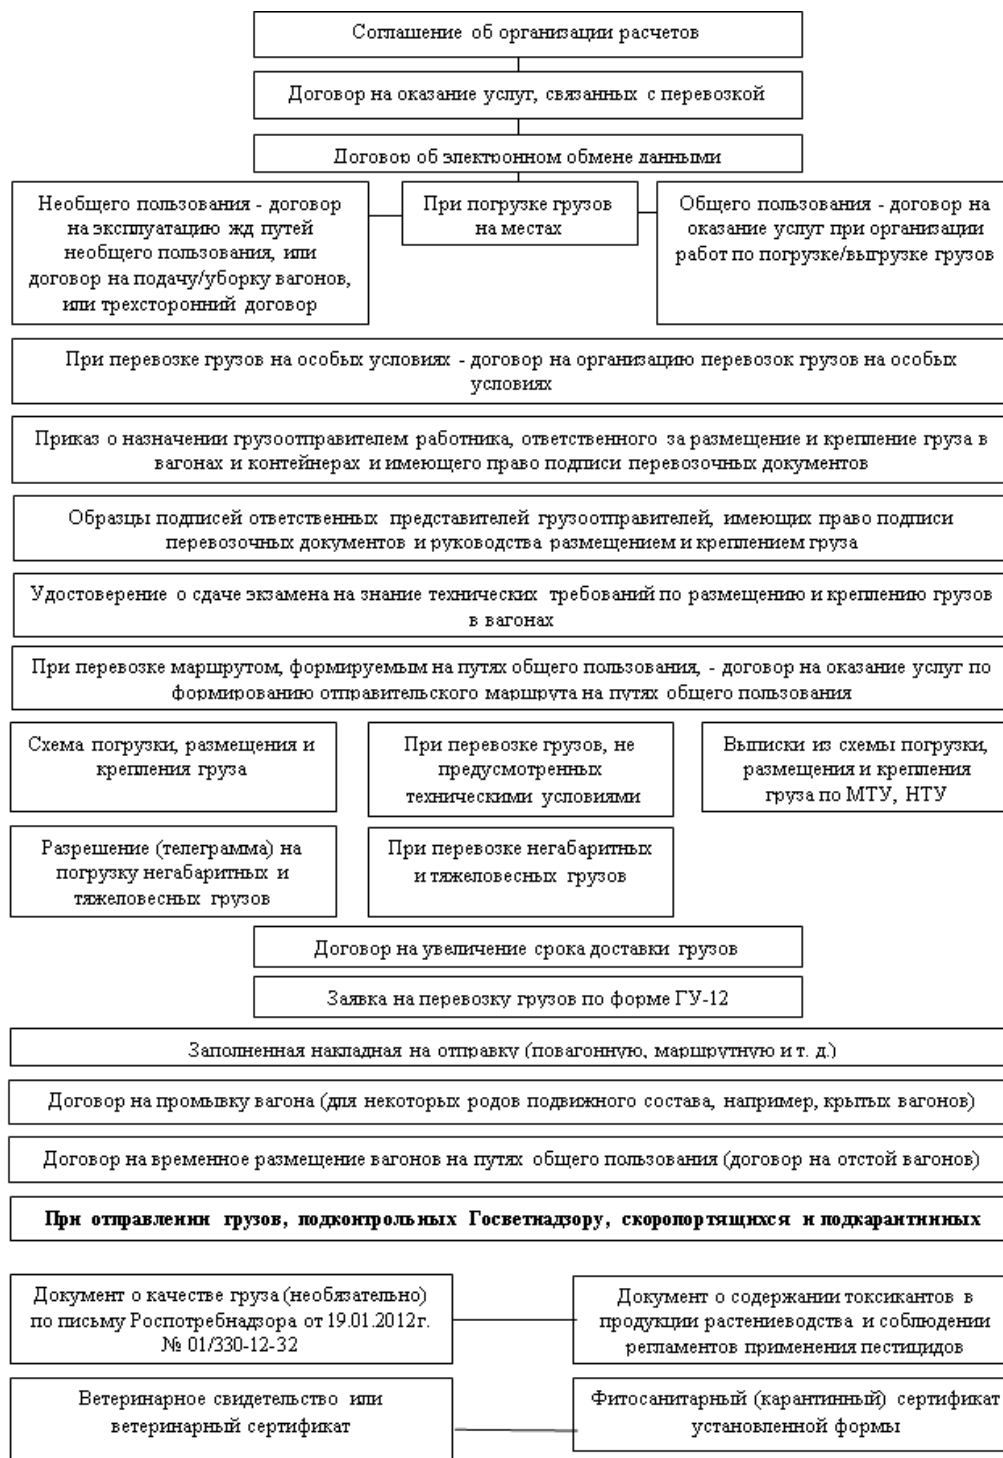 Соглашение об организации расчетов
Договор на оказание услуг, связанных с перевозкой
Договор об электронном обмене данными
Необщего пользования - договор
на эксплуатацию жд путей
необщего пользования, или
договор на подачу/уборку вагонов,
или трехсторонний договор
При погрузке грузов
на местах
Общего пользования - договор на
оказание услуг при организации
работ по погрузке/выгрузке грузов
При перевозке грузов на особых условиях - договор на организацию перевозок грузов на особых
условиях
Приказ о назначении грузоотправителем работника, ответственного за размещение и крепление груза в
вагонах и контейнерах и имеющего право подписи перевозочных документов
Образцы подписей ответственных представителей грузоотправителей, имеющих право подписи
перевозочных документов и руководства размещением и креплением груза
Удостоверение о сдаче экзамена на знание технических требований по размещению и креплению грузов
в вагонах
При перевозке маршрутом, формируемым на путях общего пользования, - договор на оказание услуг по
формированию отправительского маршрута на путях общего пользования
Схема погрузки, размещения и
крепления груза
При перевозке грузов, не
предусмотренных
техническими условиями
Выписки из схемы погрузки,
размещения и крепления
груза по МТУ, НТУ
Разрешение (телеграмма) на
погрузку негабаритных и
тяжеловесных грузов
При перевозке негабаритных
и тяжеловесных грузов
Договор на увеличение срока доставки грузов
Заявка на перевозку грузов по форме ГУ-12
Заполненная накладная на отправку (повагонную, маршрутную и т. д.)
Договор на промывку вагона (для некоторых родов подвижного состава, например, крытых вагонов)
Договор на временное размещение вагонов на путях общего пользования (договор на отстой вагонов)
При отправлении грузов, подконтрольных Госветнадзору, скоропортящихся и подкарантинных
Документ о качестве груза (необязательно)
по письму Роспотребнадзора от 19.01.2012г.
№ 01/330-12-32
Документ о содержании токсикантов в
продукции растениеводства и соблюдении
регламентов применения пестицидов
Ветеринарное свидетельство или
ветеринарный сертификат
Фитосанитарный (карантинный) сертификат
установленной формы